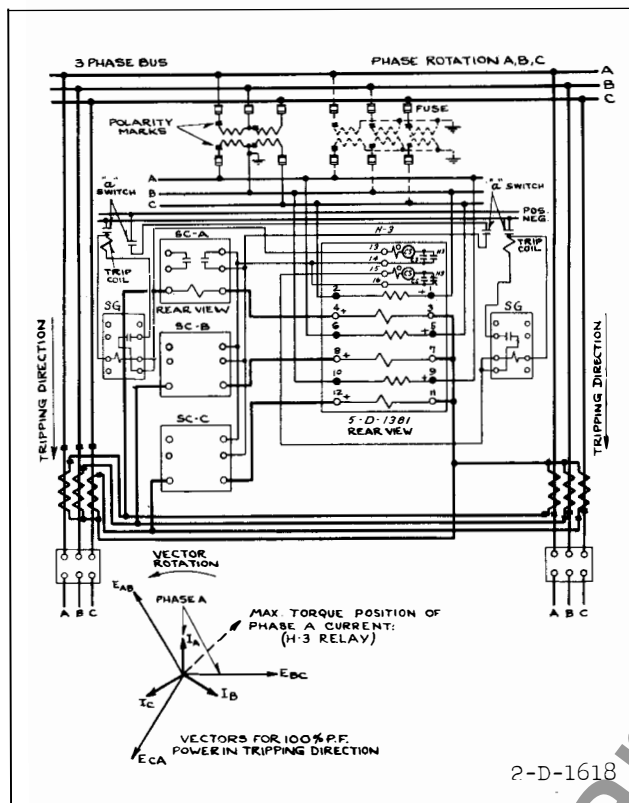 3 PHASE BUS
PHASE ROTATION A,B,C
A
B
C
POLARITY
MARKS
FUSE
A
B
C
"a"
SWITCH
"a" SWITCH
POS.
NEG.
H-3
TRIP
COIL
TRIP
COIL
SC-A
REAR VIEW
SC-B
SC-C
SG
SG
13
14
15
16
2
4
3
6
5
8
7
10
9
12
11
5-D-1381
REAR VIEW
TRIPPING DIRECTION
TRIPPING DIRECTION
A B C
A B C
VECTOR
ROTATION
PHASE A
EAB
IA
IC
IB
EBC
ECA
MAX. TORQUE POSITION OF
PHASE A CURRENT:
(H-3 RELAY)
VECTORS FOR 100% P.F.
POWER IN TRIPPING DIRECTION
2-D-1618